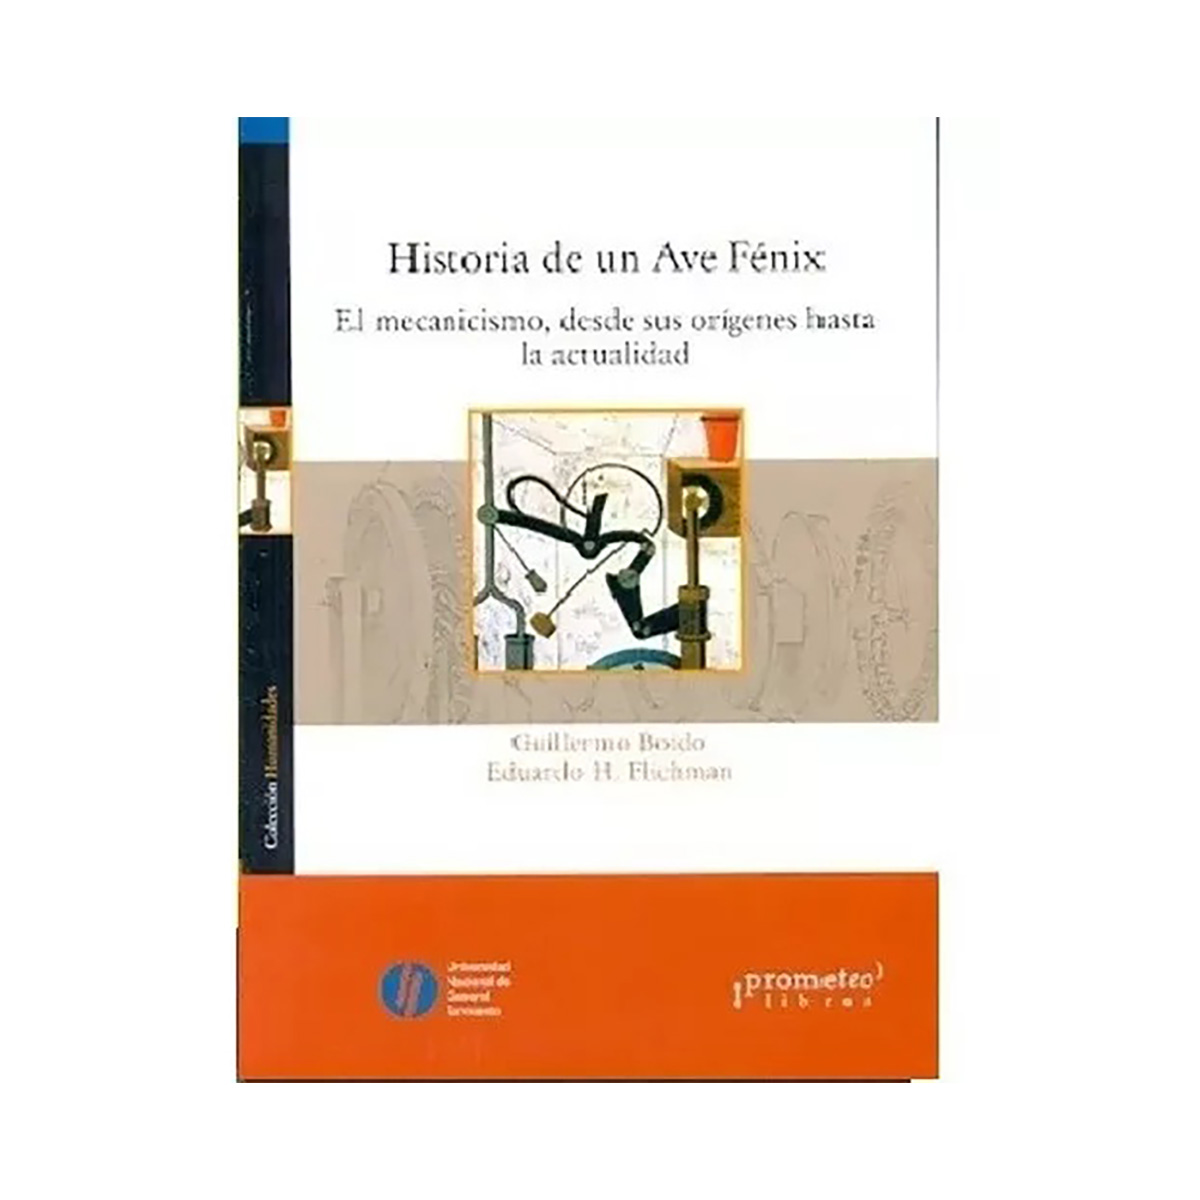 Historia de un Ave Fénix
El mecanicismo, desde sus orígenes hasta
la actualidad
Guillermo Boido
Eduardo H. Flichman
Colección Humanidades
Universidad
Nacional de
General
Sarmiento
prometeo)
libros